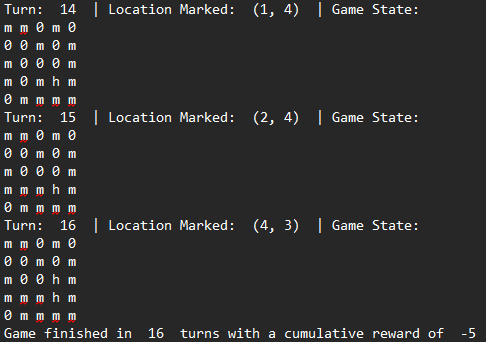 Turn:  14  | Location Marked:  (1, 4)  | Game State:
m m 0 m 0
0 0 m 0 m
m 0 0 0 m
m 0 m h m
0 m m m m
Turn:  15  | Location Marked:  (2, 4)  | Game State:
m m 0 m 0
0 0 m 0 m
m 0 0 0 m
m m m h m
0 m m m m
Turn:  16  | Location Marked:  (4, 3)  | Game State:
m m 0 m 0
0 0 m 0 m
m 0 0 h m
m m m h m
0 m m m m
Game finished in  16  turns with a cumulative reward of  -5